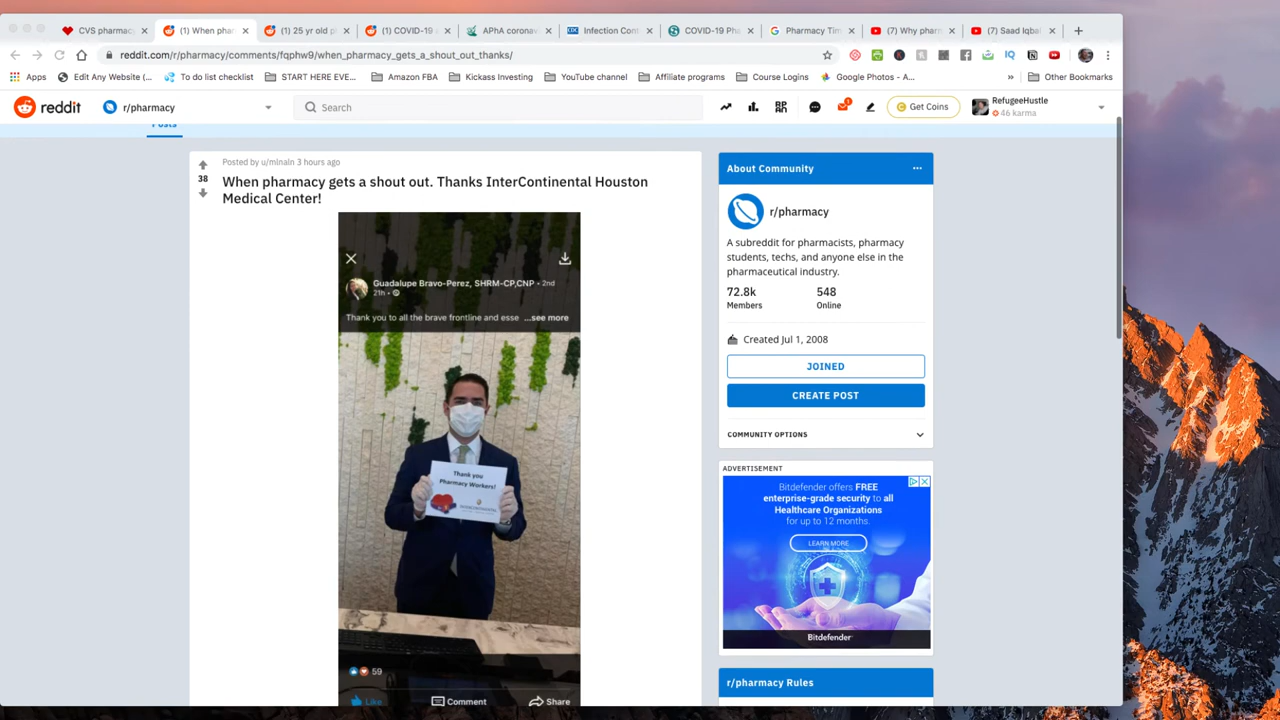 CVS pharmac
(1) When phar
(1) 25 yr old p
(1) COVID-19
APhA coronav
Infection Cont
COVID-19 Phe
Pharmacy Tim
(7) Why pharm
(7) Saad Iqbal
reddit.com/r/pharmacy/comments/fqphw9/when_pharmacy_gets_a_shout_out_thanks/
Apps
Edit Any Website (...
To do list checklist
START HERE EVE...
Amazon FBA
Kickass Investing
YouTube channel
Affiliate programs
Course Logins
Google Photos - A...
»
Other Bookmarks
reddit
r/pharmacy
Search
Get Coins
RefugeeHustle
46 karma
Posts
38
Posted by u/minain 3 hours ago
When pharmacy gets a shout out. Thanks InterContinental Houston
Medical Center!
Guadalupe Bravo-Perez, SHRM-CP,CNP • 2nd
21h •
Thank you to all the brave frontline and esse ...see more
Thank you
Pharmacy Workers!
INTERCONTINENTAL
59
Like
Comment
Share
About Community
r/pharmacy
A subreddit for pharmacists, pharmacy
students, techs, and anyone else in the
pharmaceutical industry.
72.8k
548
Members
Online
Created Jul 1, 2008
JOINED
CREATE POST
COMMUNITY OPTIONS
ADVERTISEMENT
Bitdefender offers FREE
enterprise-grade security to all
Healthcare Organizations
for up to 12 months.
LEARN MORE
Bitdefender
r/pharmacy Rules